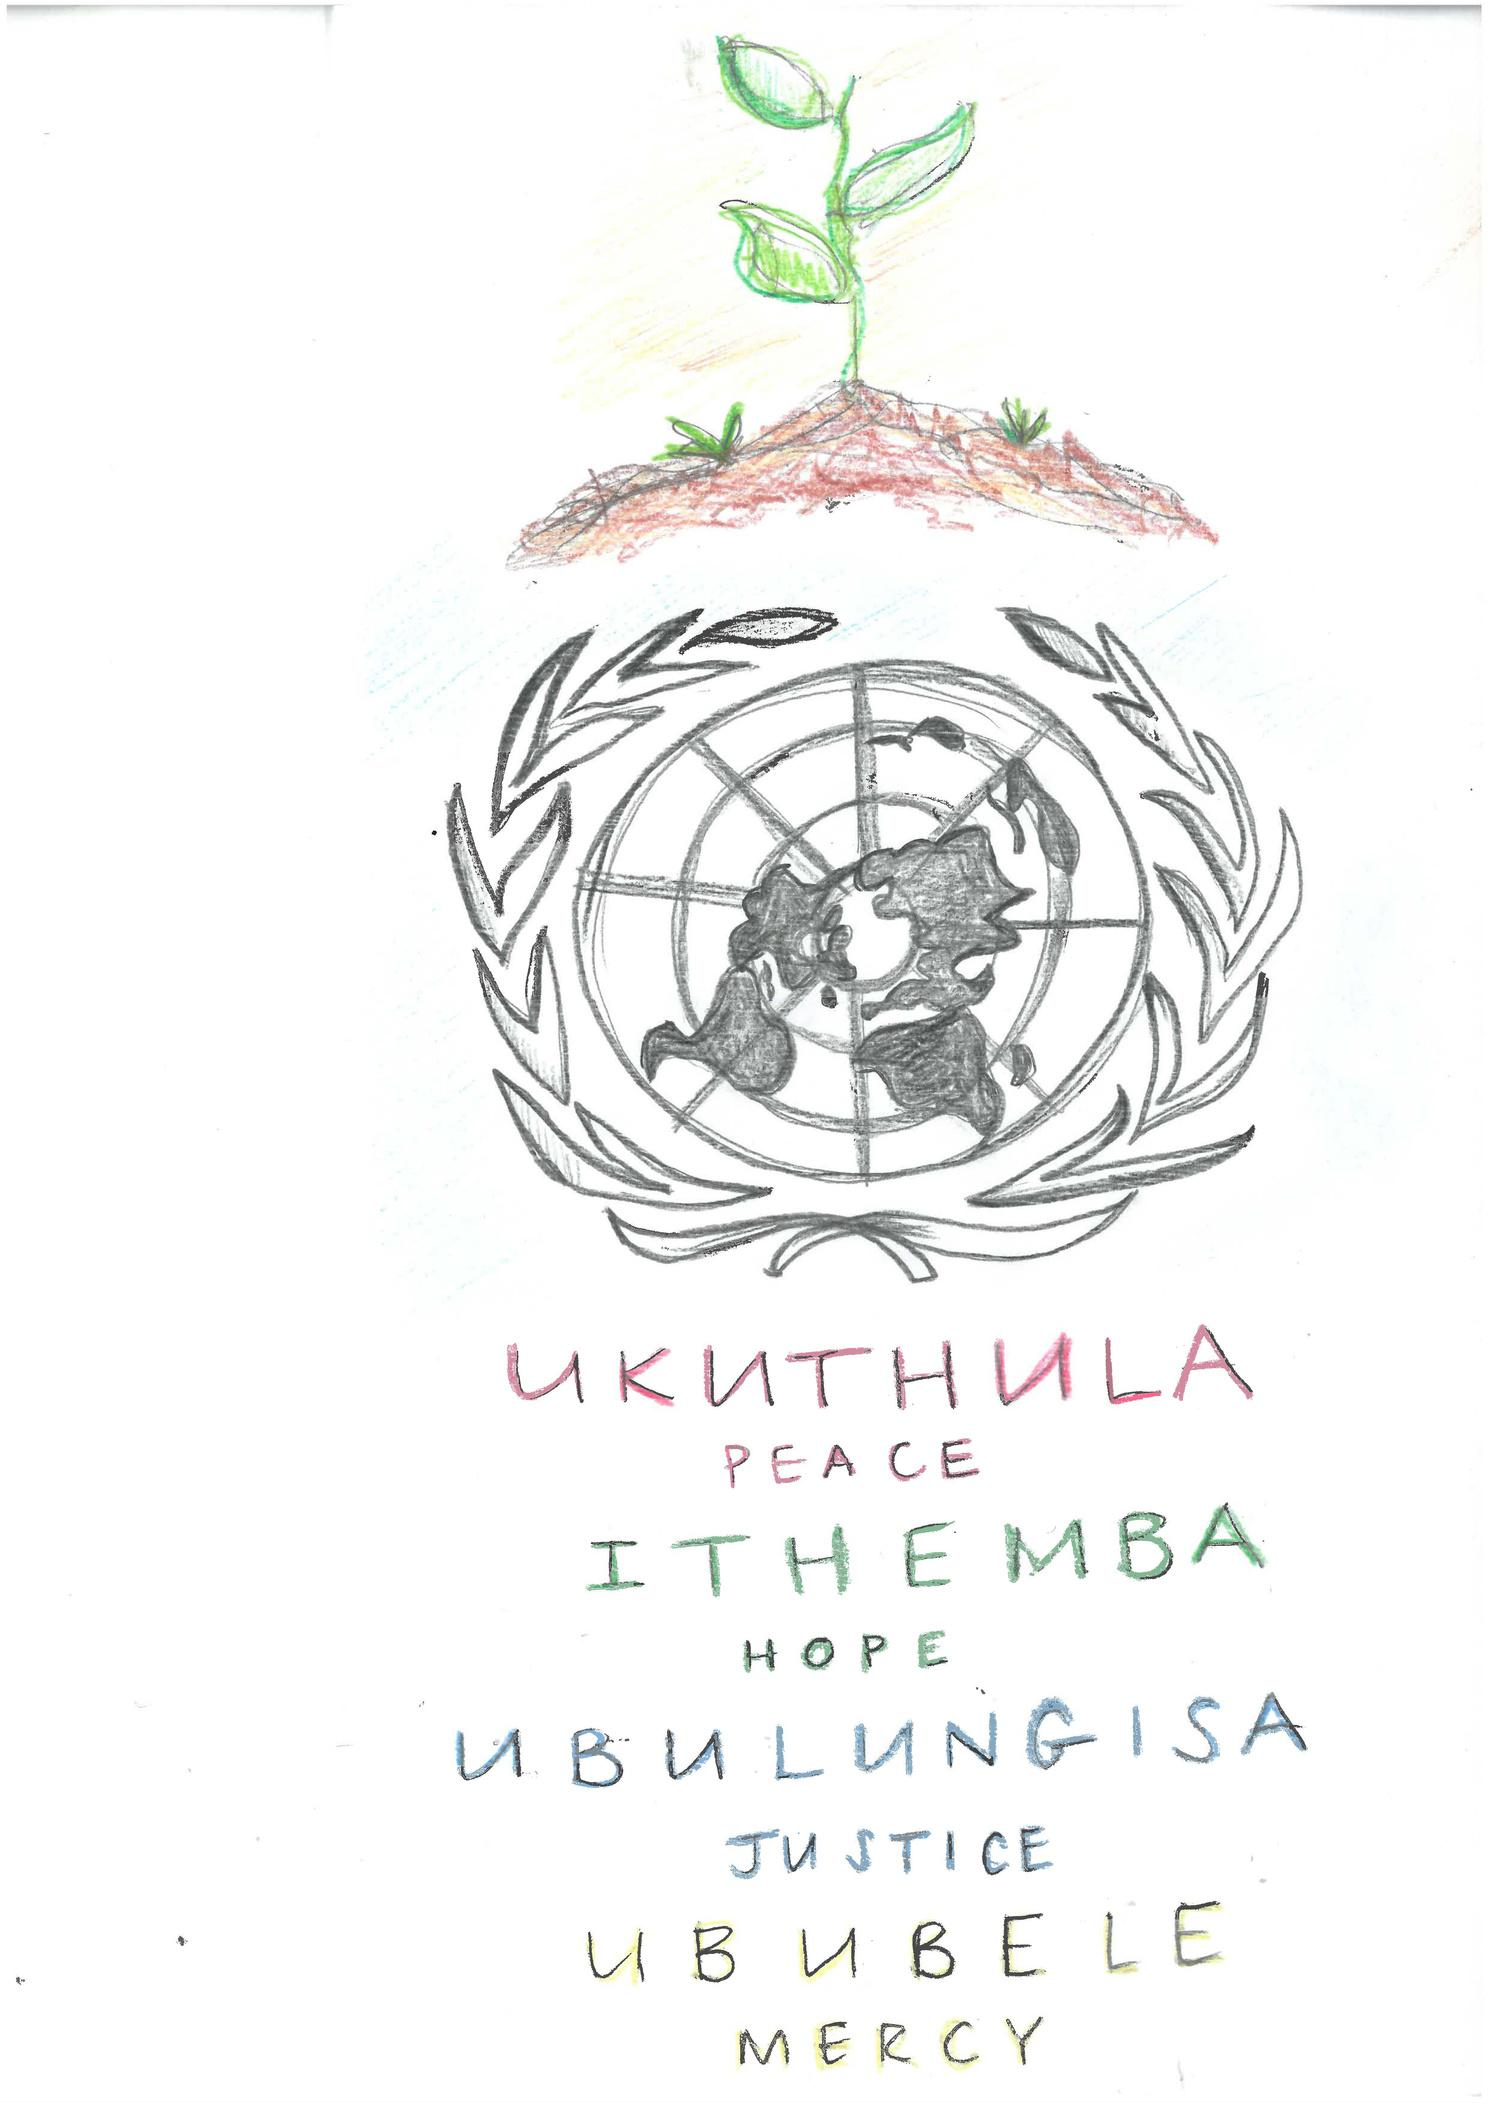 UKUTHULA
PEACE
ITHEMBA
HOPE
UBULUNGISA
JUSTICE
UBUBELE
MERCY